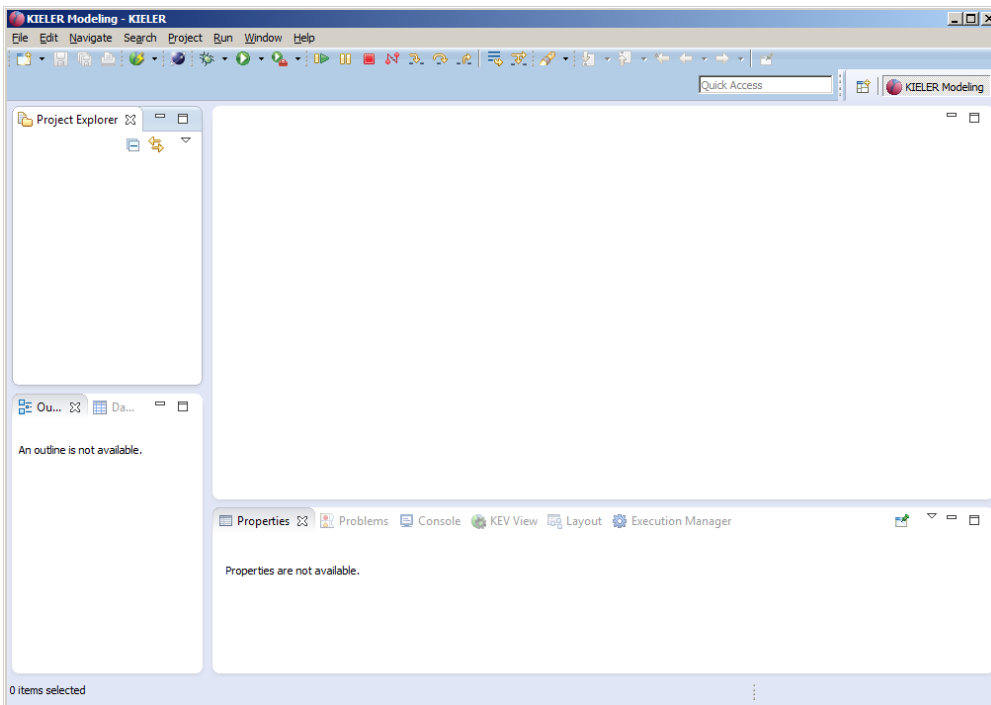 KIELER Modeling - KIELER
File Edit Navigate Search Project Run Window Help
Quick Access
KIELER Modeling
Project Explorer
Ou... Da...
An outline is not available.
Properties Problems Console KEV View Layout Execution Manager
Properties are not available.
0 items selected